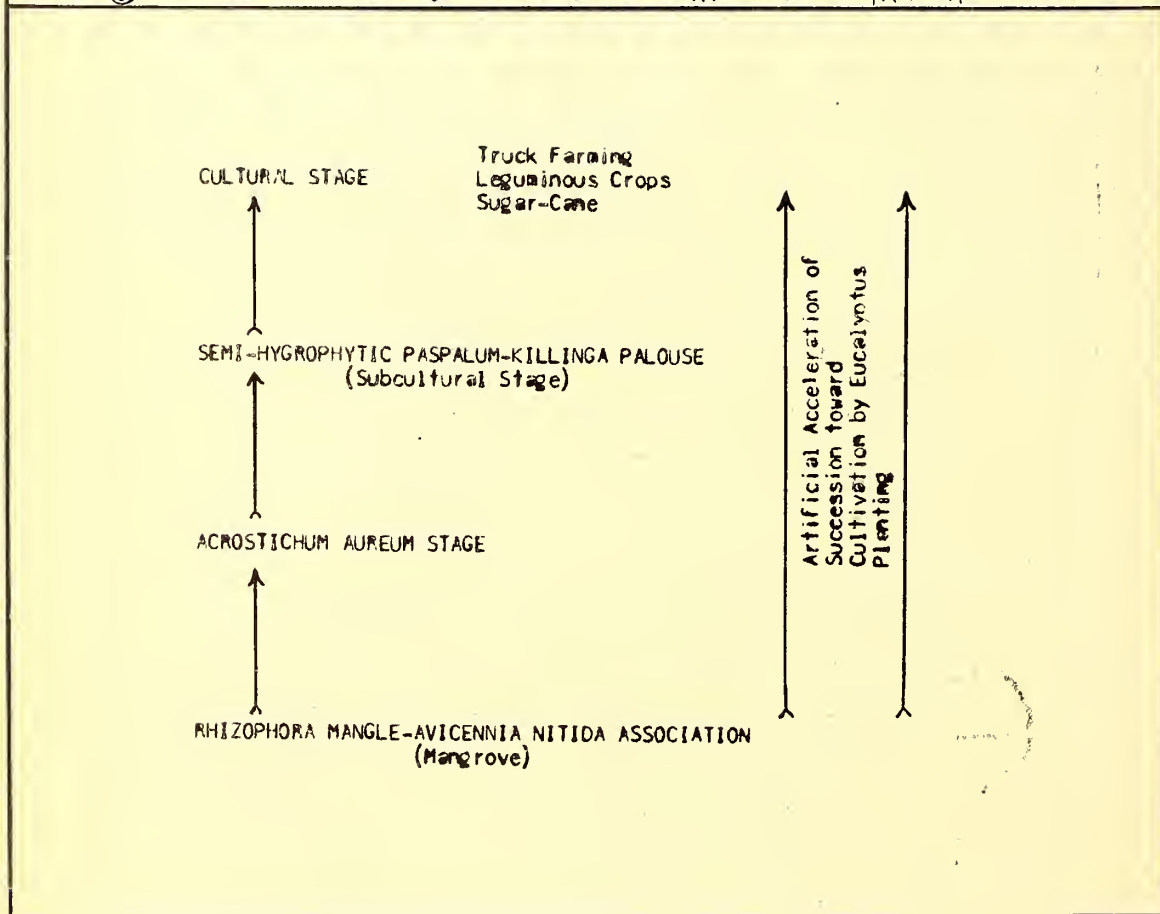 CULTURAL STAGE
Truck Farming
Leguminous Crops
Sugar-Cane
SEMI-HYGROPHYTIC PASPALUM-KILLINGA PALOUSE
(Subcultural Stage)
ACROSTICHUM AUREUM STAGE
RHIZOPHORA MANGLE-AVICENNIA NITIDA ASSOCIATION
(Mangrove)
Artificial Acceleration of
Succession toward
Cultivation by Eucalyptus
Planting